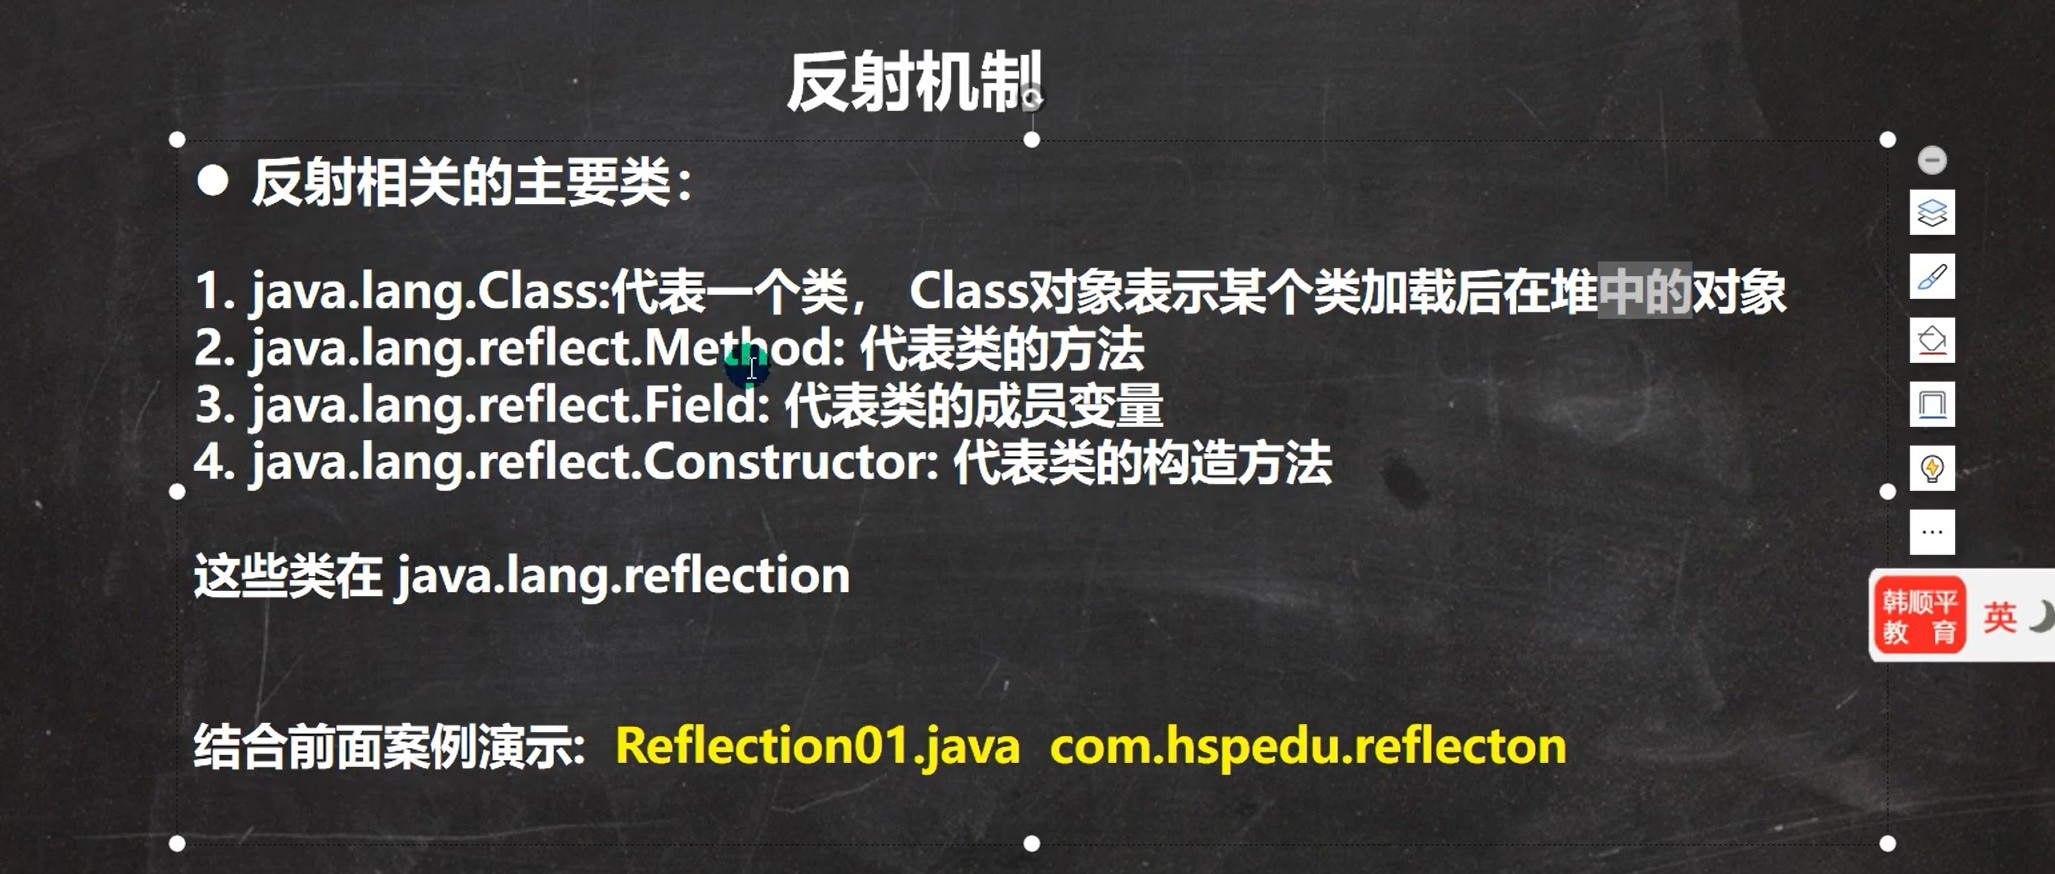 反射机制
● 反射相关的主要类：
1. java.lang.Class:代表一个类， Class对象表示某个类加载后在堆中的对象
2. java.lang.reflect.Method: 代表类的方法
3. java.lang.reflect.Field: 代表类的成员变量
4. java.lang.reflect.Constructor: 代表类的构造方法
这些类在 java.lang.reflection
韩顺平
教 育
英
结合前面案例演示: Reflection01.java com.hspedu.reflecton